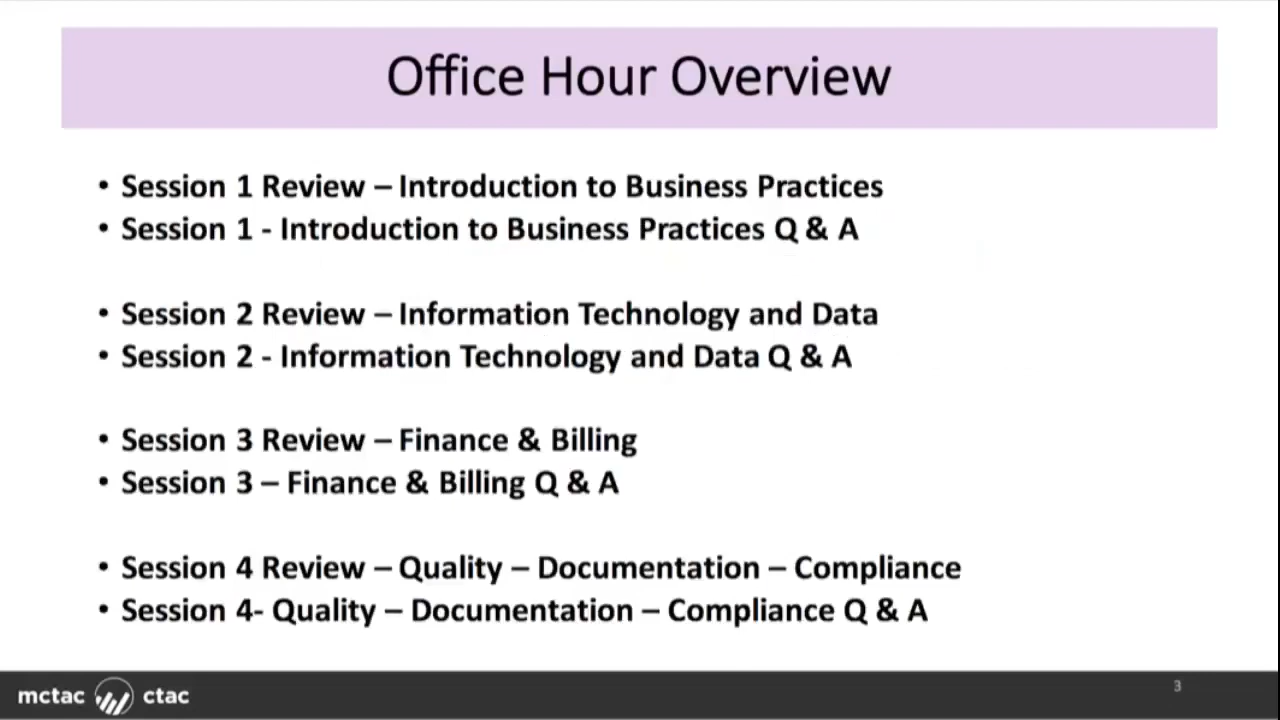 Office Hour Overview
• Session 1 Review – Introduction to Business Practices
• Session 1 - Introduction to Business Practices Q & A
• Session 2 Review – Information Technology and Data
• Session 2 - Information Technology and Data Q & A
• Session 3 Review – Finance & Billing
• Session 3 – Finance & Billing Q & A
• Session 4 Review – Quality – Documentation – Compliance
• Session 4- Quality – Documentation – Compliance Q & A
mctac ctac
3